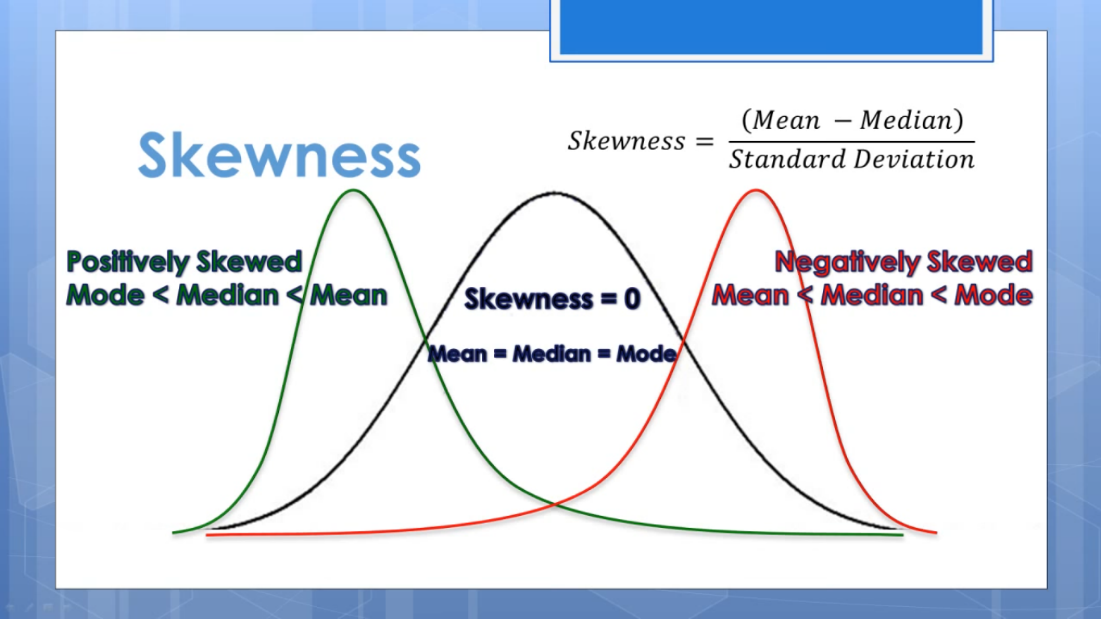 Skewness
Skewness = (Mean − Median)
Standard Deviation
Positively Skewed
Mode < Median < Mean
Skewness = 0
Mean = Median = Mode
Negatively Skewed
Mean < Median < Mode